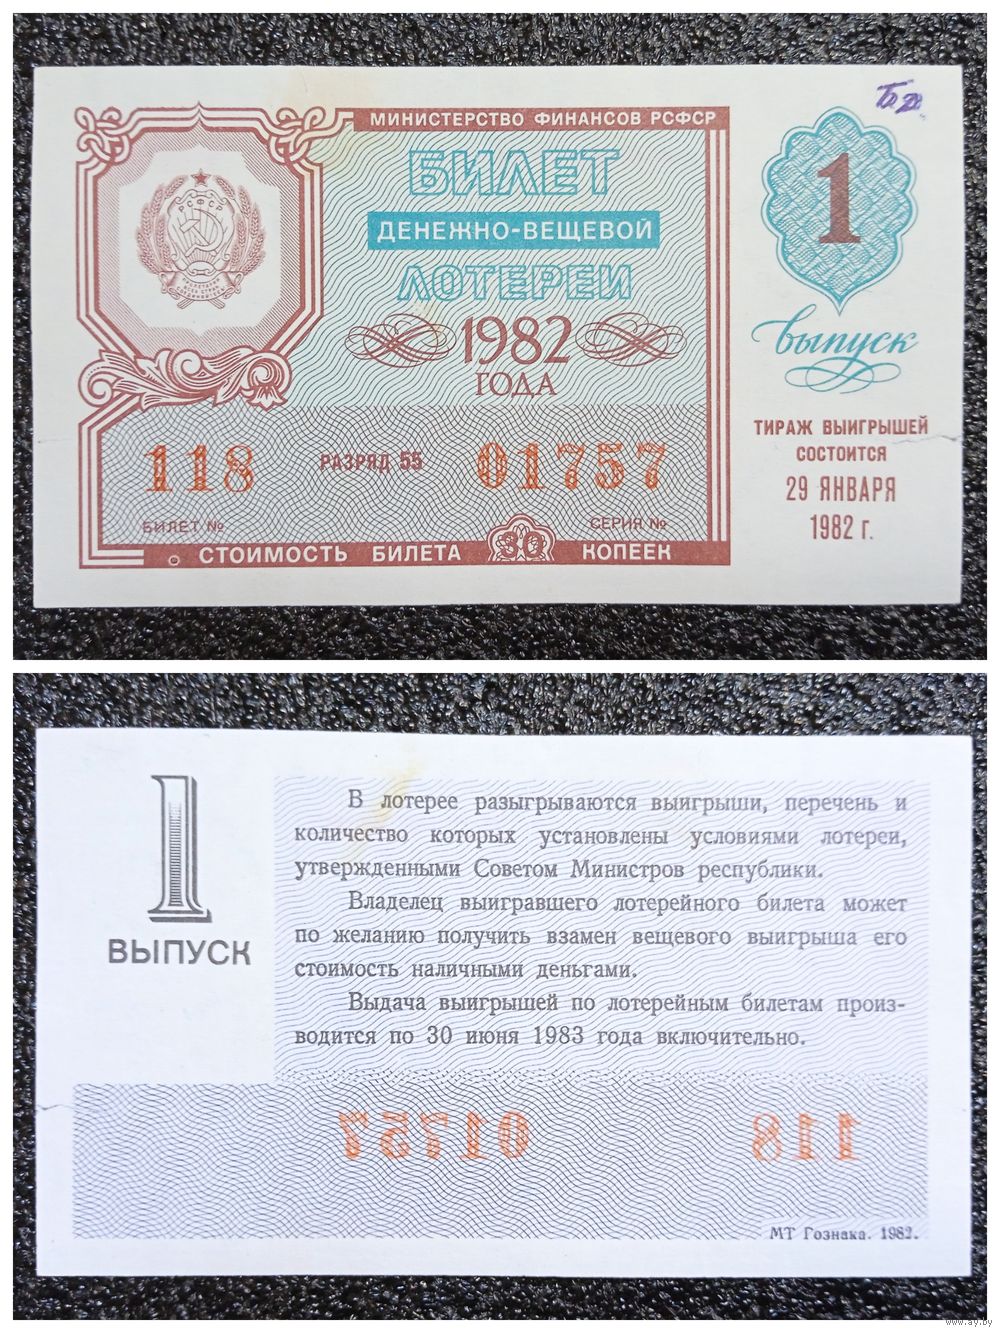 МИНИСТЕРСТВО ФИНАНСОВ РСФСР
БИЛЕТ
ДЕНЕЖНО-ВЕЩЕВОЙ
ЛОТЕРЕИ
1982
ГОДА
РСФСР
118 РАЗРЯД 55 01757
БИЛЕТ № СЕРИЯ №
СТОИМОСТЬ БИЛЕТА 30 КОПЕЕК
1
выпуск
ТИРАЖ ВЫИГРЫШЕЙ
СОСТОИТСЯ
29 ЯНВАРЯ
1982 г.
1
ВЫПУСК
В лотерее разыгрываются выигрыши, перечень и
количество которых установлены условиями лотереи,
утвержденными Советом Министров республики.
Владелец выигравшего лотерейного билета может
по желанию получить взамен вещевого выигрыша его
стоимость наличными деньгами.
Выдача выигрышей по лотерейным билетам произ-
водится по 30 июня 1983 года включительно.
01757 118
МТ Гознака. 1982.
www.ay.by